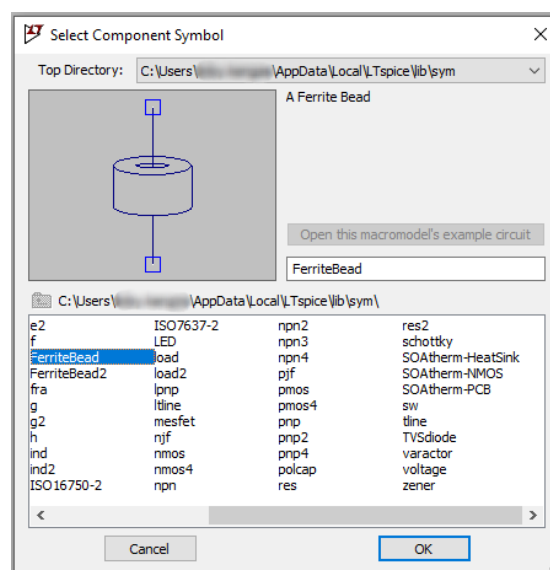 Select Component Symbol
Top Directory: C:\Users\ \AppData\Local\LTspice\lib\sym
A Ferrite Bead
Open this macromodel's example circuit
FerriteBead
C:\Users\ \AppData\Local\LTspice\lib\sym\
e2 ISO7637-2 npn2 res2
f LED npn3 schottky
FerriteBead load npn4 SOAtherm-HeatSink
FerriteBead2 load2 pjf SOAtherm-NMOS
fra lpnp pmos SOAtherm-PCB
g ltline pmos4 sw
g2 mesfet pnp tline
h njf pnp2 TVSdiode
ind nmos pnp4 varactor
ind2 nmos4 polcap voltage
ISO16750-2 npn res zener
Cancel OK